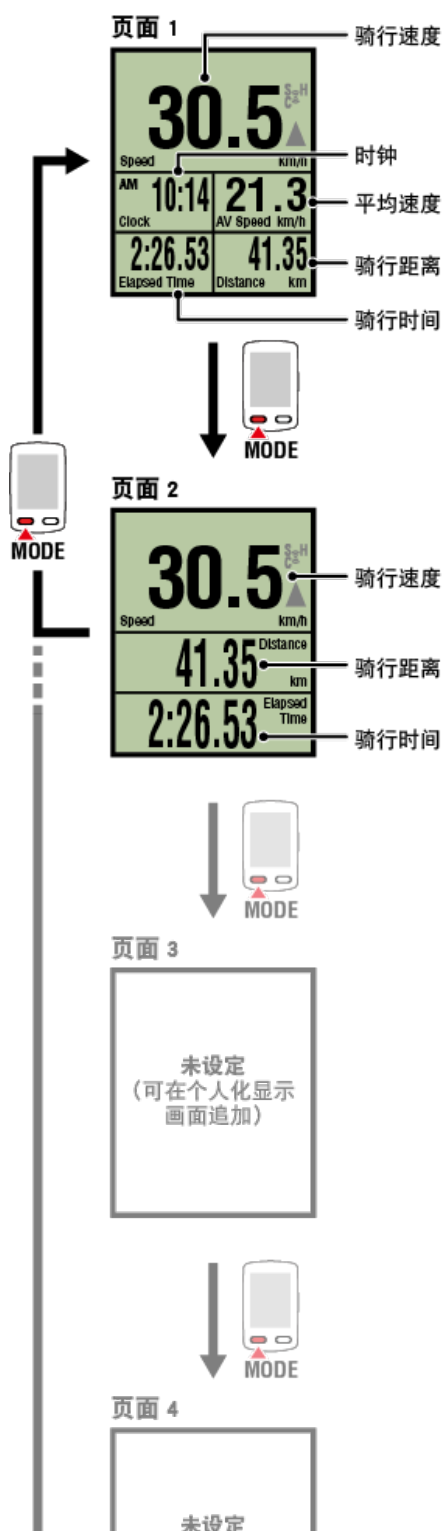 页面 1
骑行速度
30.5
S H
C
Speed km/h
时钟
AM 10:14 21.3
平均速度
Clock AV Speed km/h
2:26.53 41.35
骑行距离
Elapsed Time Distance km
骑行时间
MODE
MODE
页面 2
30.5
S H
C
骑行速度
Speed km/h
41.35 Distance
km
骑行距离
2:26.53 Elapsed
Time
骑行时间
MODE
页面 3
未设定
（可在个人化显示
画面追加）
MODE
页面 4
未设定